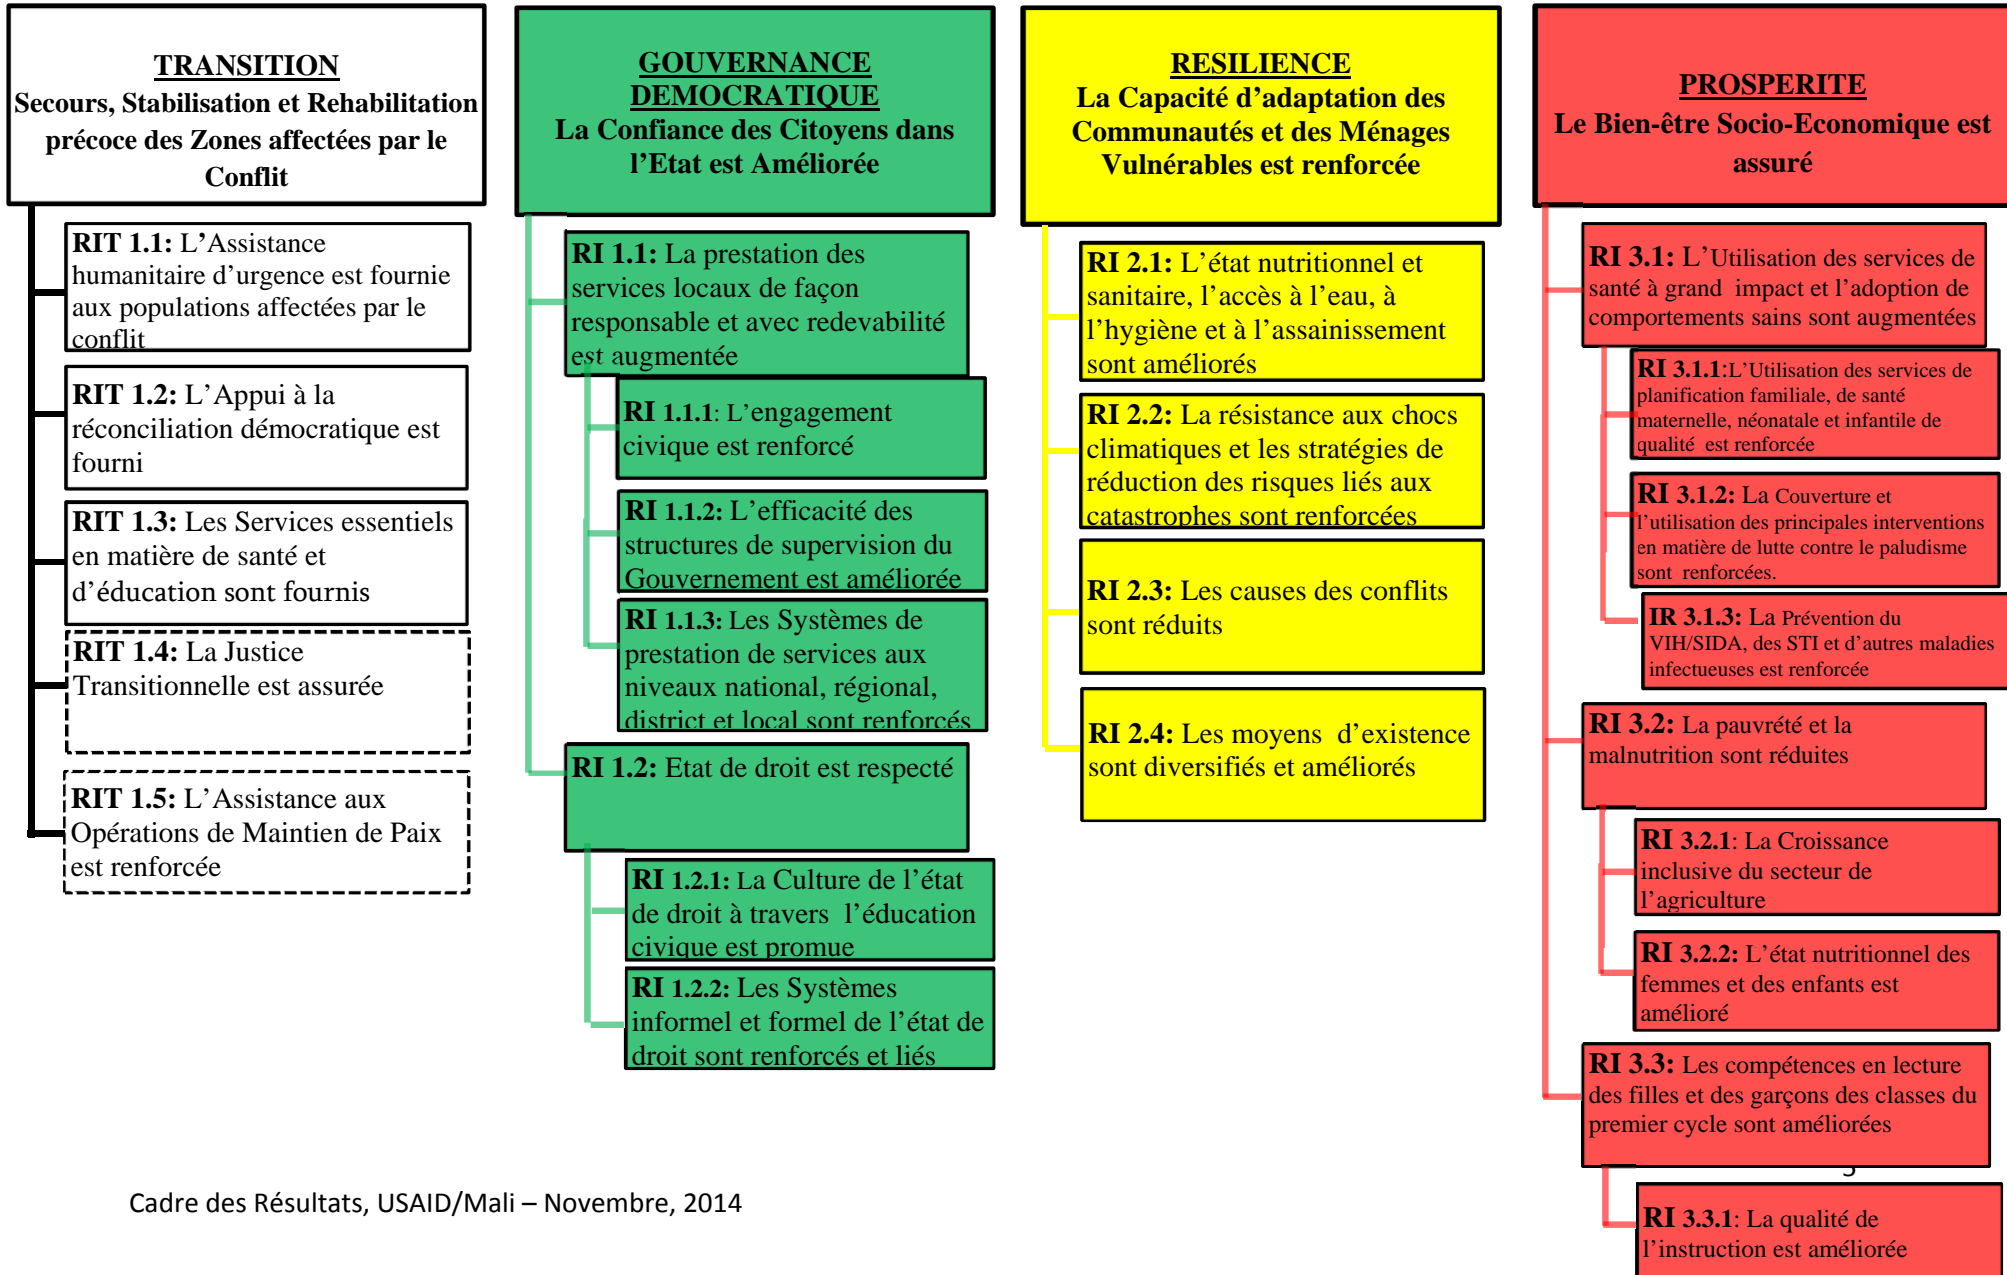 TRANSITION
Secours, Stabilisation et Rehabilitation
précoce des Zones affectées par le
Conflit
RIT 1.1: L'Assistance
humanitaire d'urgence est fournie
aux populations affectées par le
conflit
RIT 1.2: L'Appui à la
réconciliation démocratique est
fourni
RIT 1.3: Les Services essentiels
en matière de santé et
d'éducation sont fournis
RIT 1.4: La Justice
Transitionnelle est assurée
RIT 1.5: L'Assistance aux
Opérations de Maintien de Paix
est renforcée
GOUVERNANCE
DEMOCRATIQUE
La Confiance des Citoyens dans
l'Etat est Améliorée
RI 1.1: La prestation des
services locaux de façon
responsable et avec redevabilité
est augmentée
RI 1.1.1: L'engagement
civique est renforcé
RI 1.1.2: L'efficacité des
structures de supervision du
Gouvernement est améliorée
RI 1.1.3: Les Systèmes de
prestation de services aux
niveaux national, régional,
district et local sont renforcés
RI 1.2: Etat de droit est respecté
RI 1.2.1: La Culture de l'état
de droit à travers l'éducation
civique est promue
RI 1.2.2: Les Systèmes
informel et formel de l'état de
droit sont renforcés et liés
RESILIENCE
La Capacité d'adaptation des
Communautés et des Ménages
Vulnérables est renforcée
RI 2.1: L'état nutritionnel et
sanitaire, l'accès à l'eau, à
l'hygiène et à l'assainissement
sont améliorés
RI 2.2: La résistance aux chocs
climatiques et les stratégies de
réduction des risques liés aux
catastrophes sont renforcées
RI 2.3: Les causes des conflits
sont réduits
RI 2.4: Les moyens d'existence
sont diversifiés et améliorés
PROSPERITE
Le Bien-être Socio-Economique est
assuré
RI 3.1: L'Utilisation des services de
santé à grand impact et l'adoption de
comportements sains sont augmentées
RI 3.1.1:L'Utilisation des services de
planification familiale, de santé
maternelle, néonatale et infantile de
qualité est renforcée
RI 3.1.2: La Couverture et
l'utilisation des principales interventions
en matière de lutte contre le paludisme
sont renforcées.
IR 3.1.3: La Prévention du
VIH/SIDA, des STI et d'autres maladies
infectueuses est renforcée
RI 3.2: La pauvrété et la
malnutrition sont réduites
RI 3.2.1: La Croissance
inclusive du secteur de
l'agriculture
RI 3.2.2: L'état nutritionnel des
femmes et des enfants est
amélioré
RI 3.3: Les compétences en lecture
des filles et des garçons des classes du
premier cycle sont améliorées
RI 3.3.1: La qualité de
l'instruction est améliorée
Cadre des Résultats, USAID/Mali – Novembre, 2014